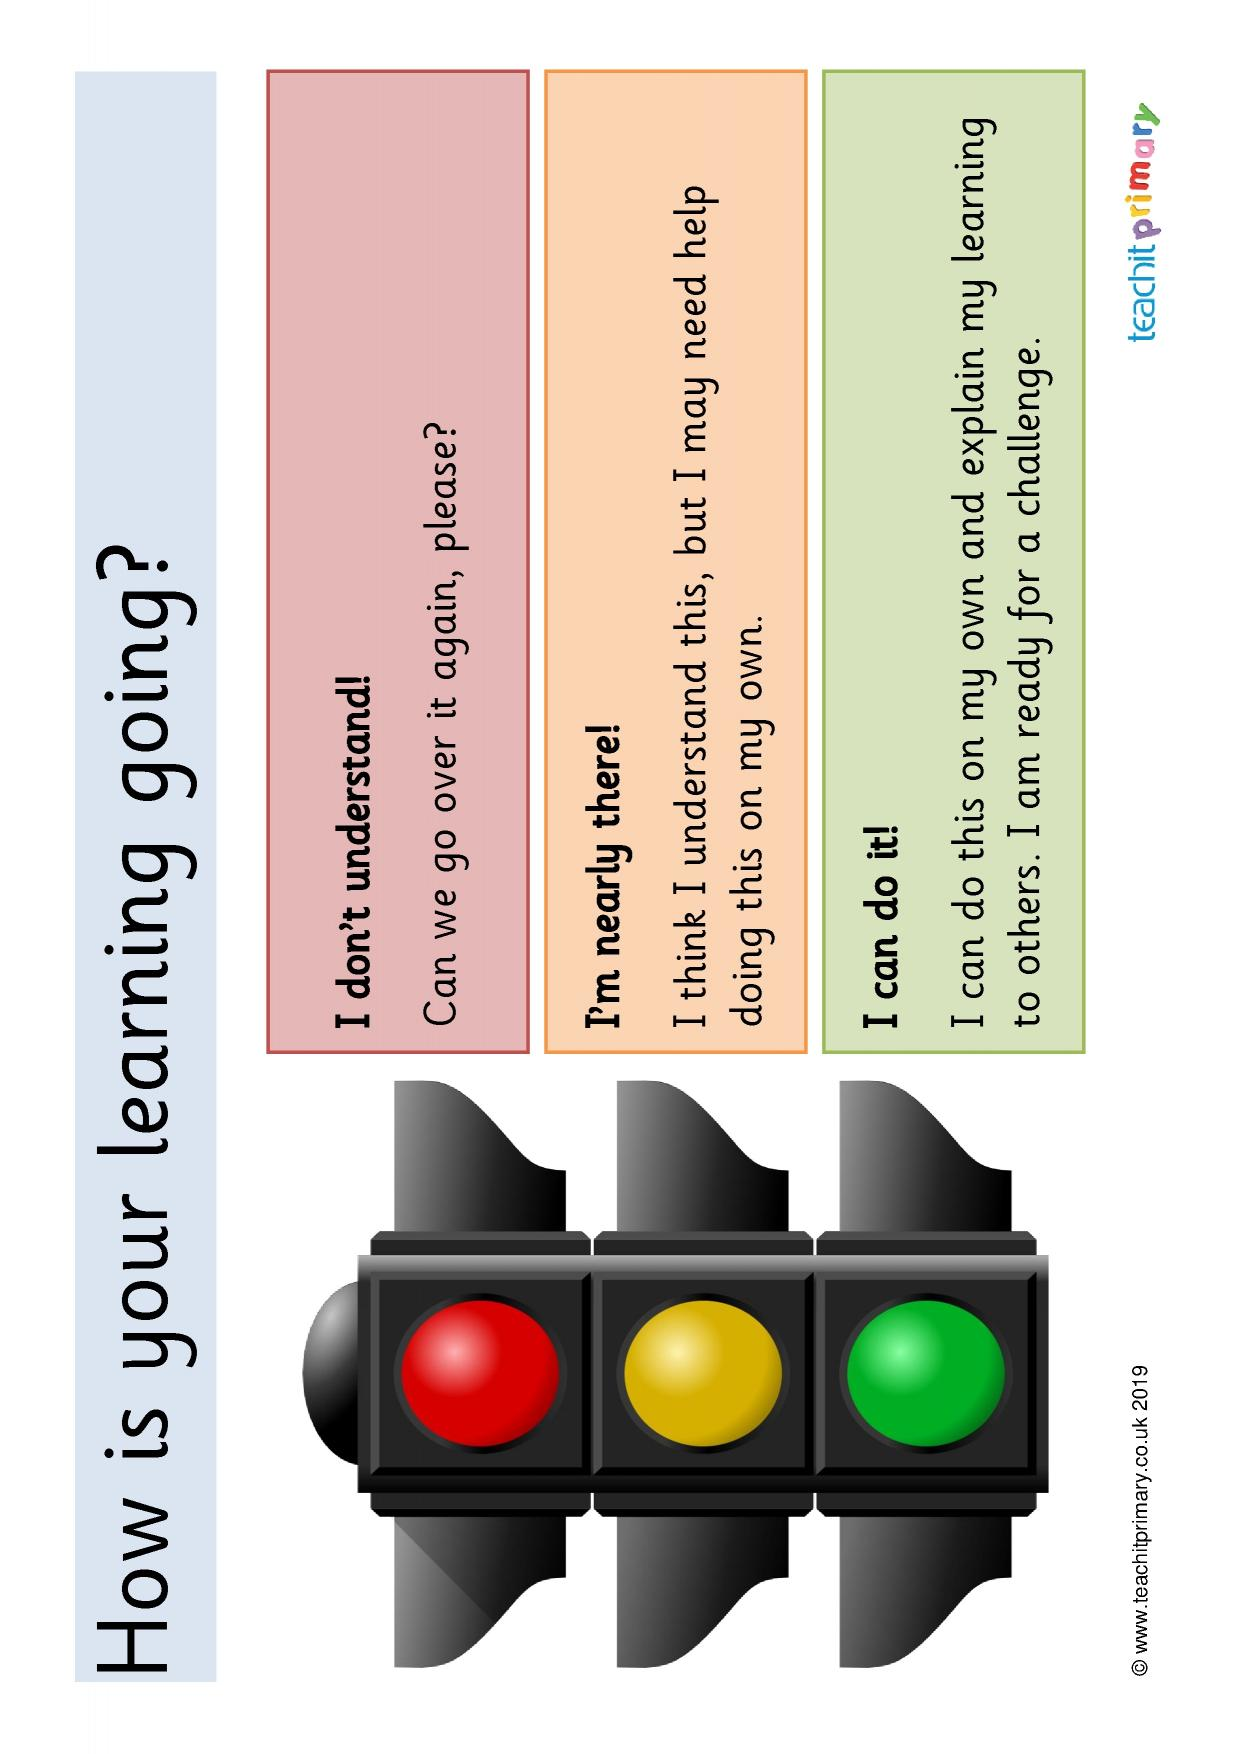 How is your learning going?
I don't understand!
Can we go over it again, please?
I'm nearly there!
I think I understand this, but I may need help
doing this on my own.
I can do it!
I can do this on my own and explain my learning
to others. I am ready for a challenge.
© www.teachitprimary.co.uk 2019
teachitprimary